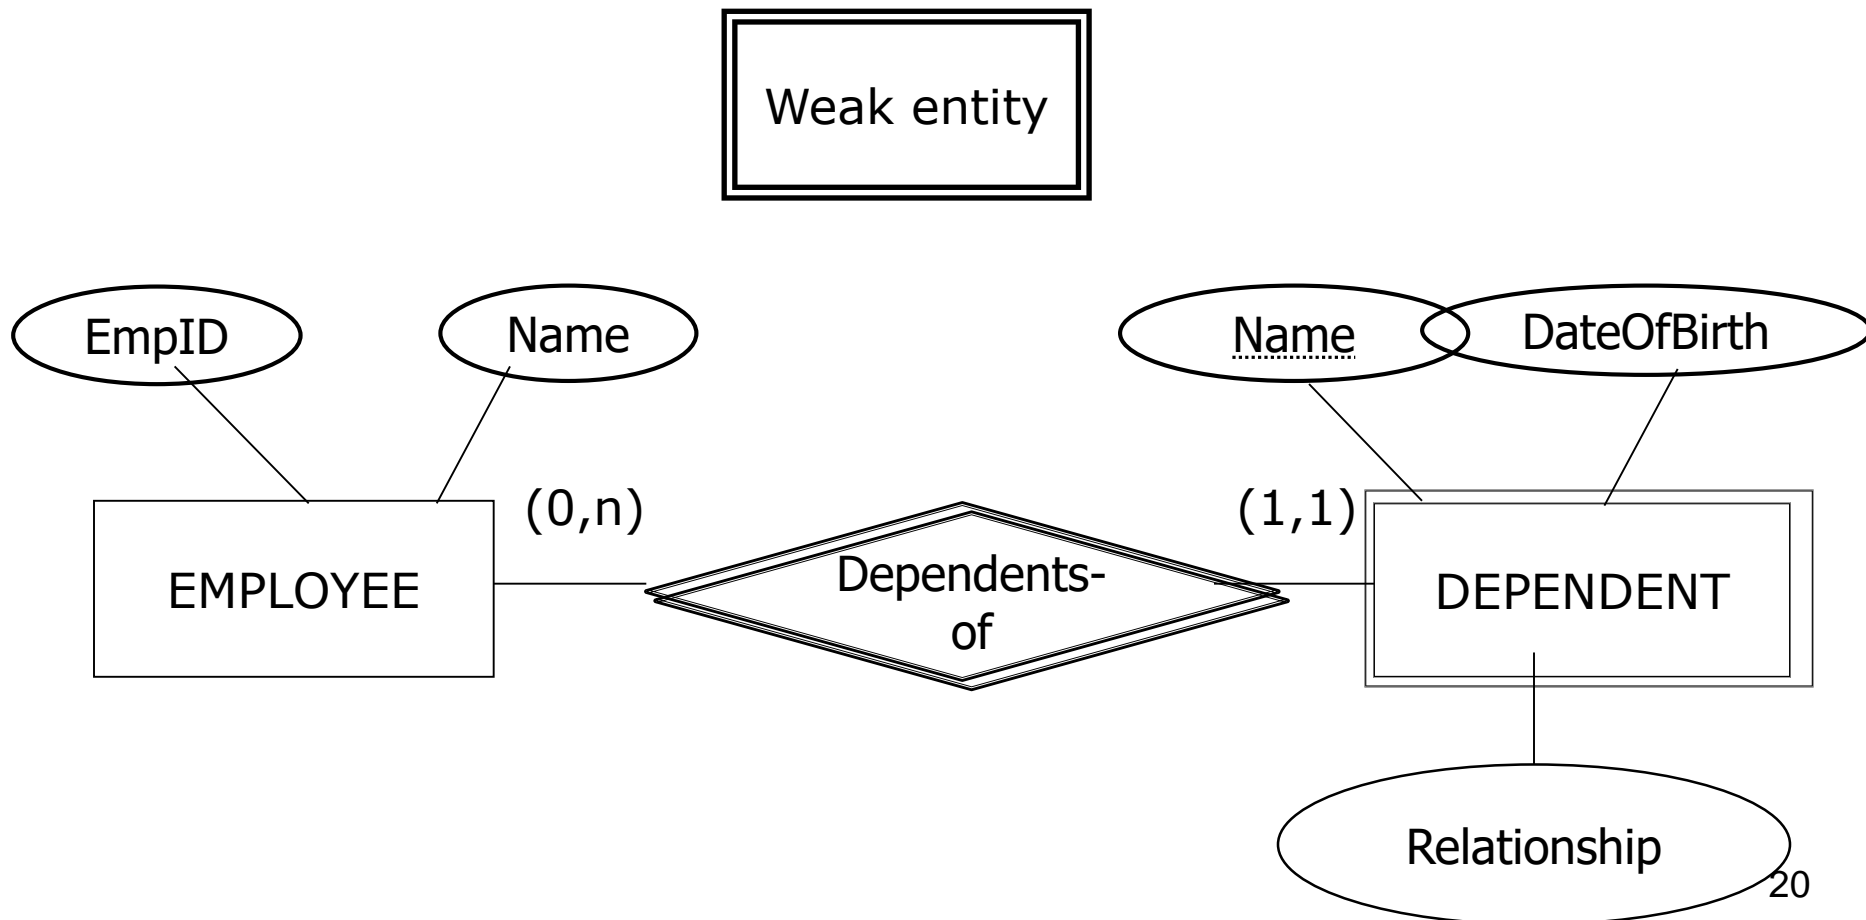 Weak entity
EmpID
Name
Name
DateOfBirth
(0,n)
(1,1)
EMPLOYEE
Dependents-
of
DEPENDENT
Relationship
20